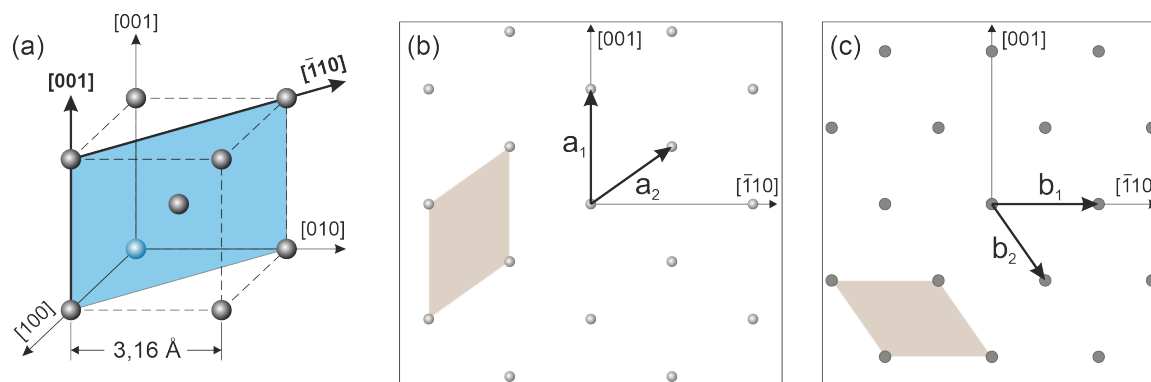 (a)
[001]
[001]
[1̄10]
[010]
[100]
3,16 Å
(b)
[001]
a₁
a₂
[1̄10]
(c)
[001]
[1̄10]
b₁
b₂